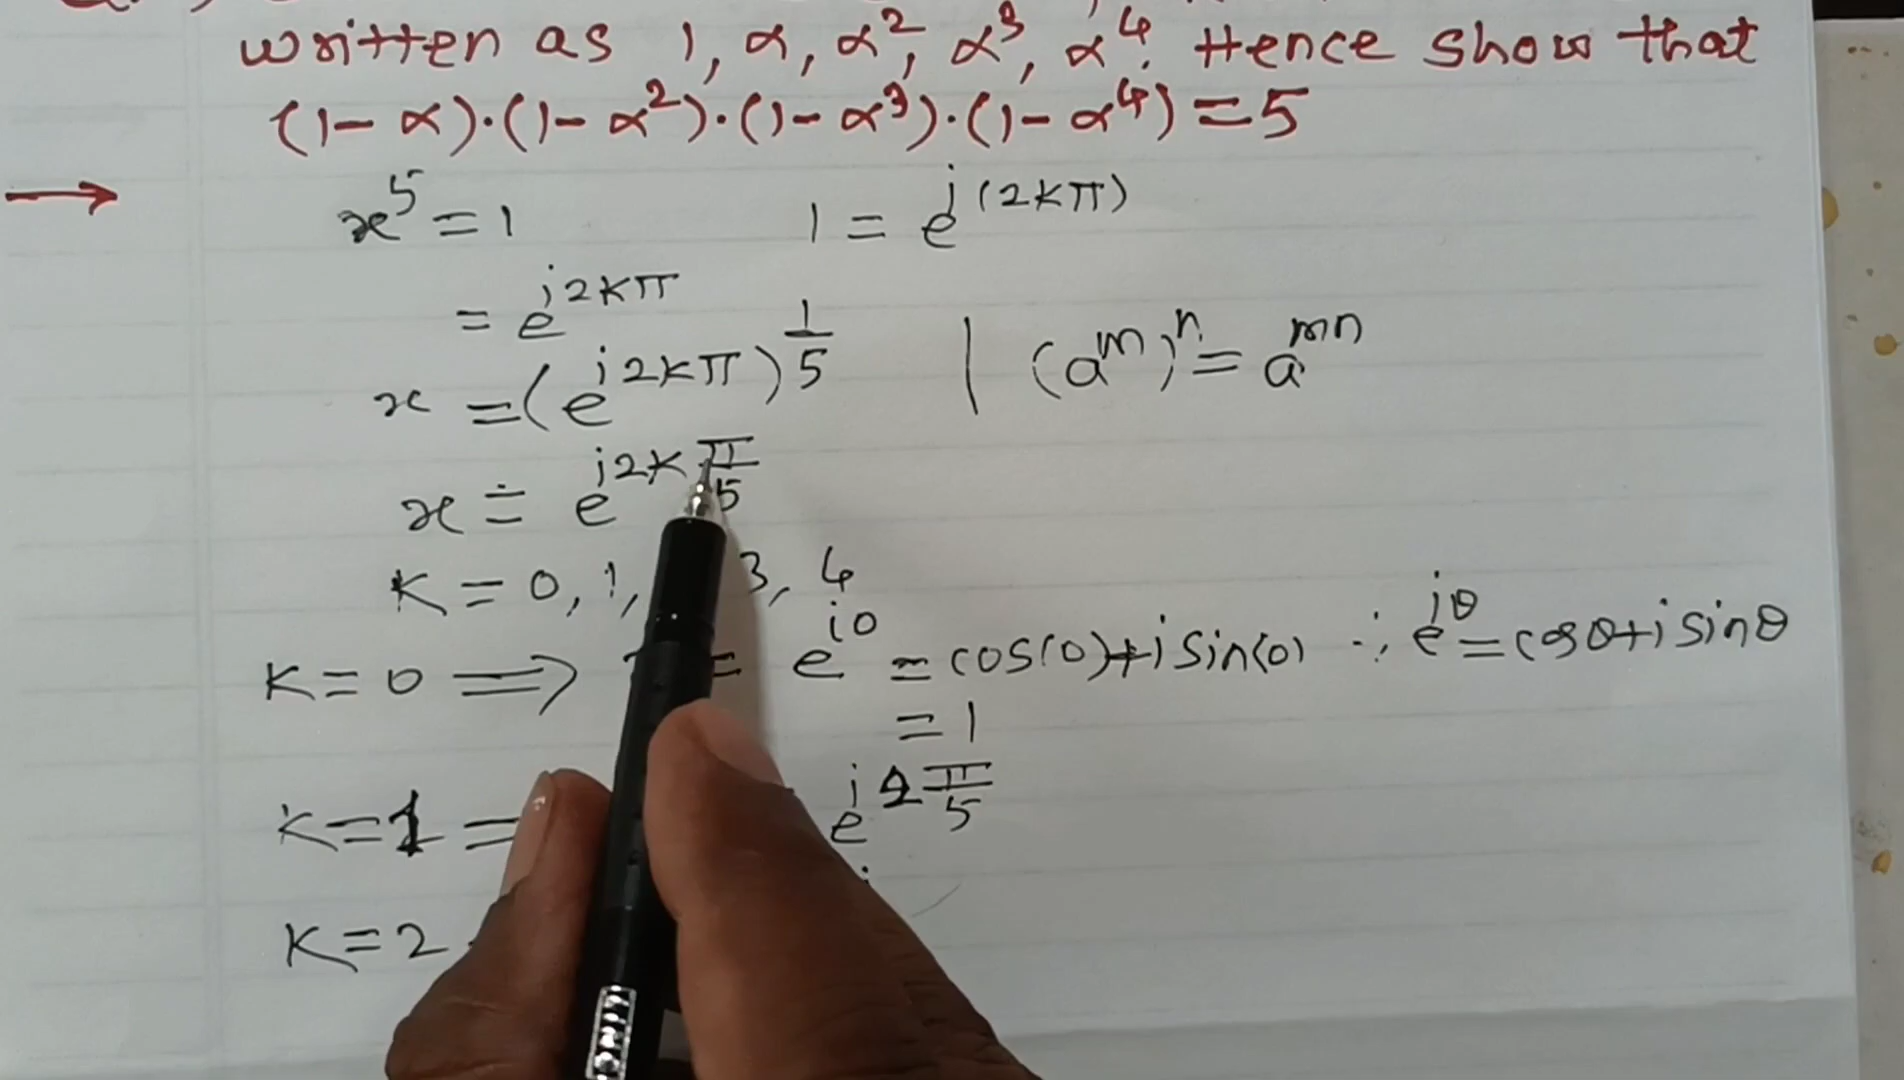 written as 1, α, α², α³, α⁴. Hence show that
(1-α)·(1-α²)·(1-α³)·(1-α⁴)=5
→ x⁵ = 1 1 = e^{i(2kπ)}
= e^{i2kπ}
x = (e^{i2kπ})^{1/5} | (a^m)^n = a^{mn}
x = e^{i2kπ/5}
K = 0, 1, 3, 4
K=0 ⟹ = e^{i0} = cos(0)+i sin(0) ∵ e^{iθ} = cosθ+i sinθ
= 1
K=1 = e^{i2π/5}
K=2